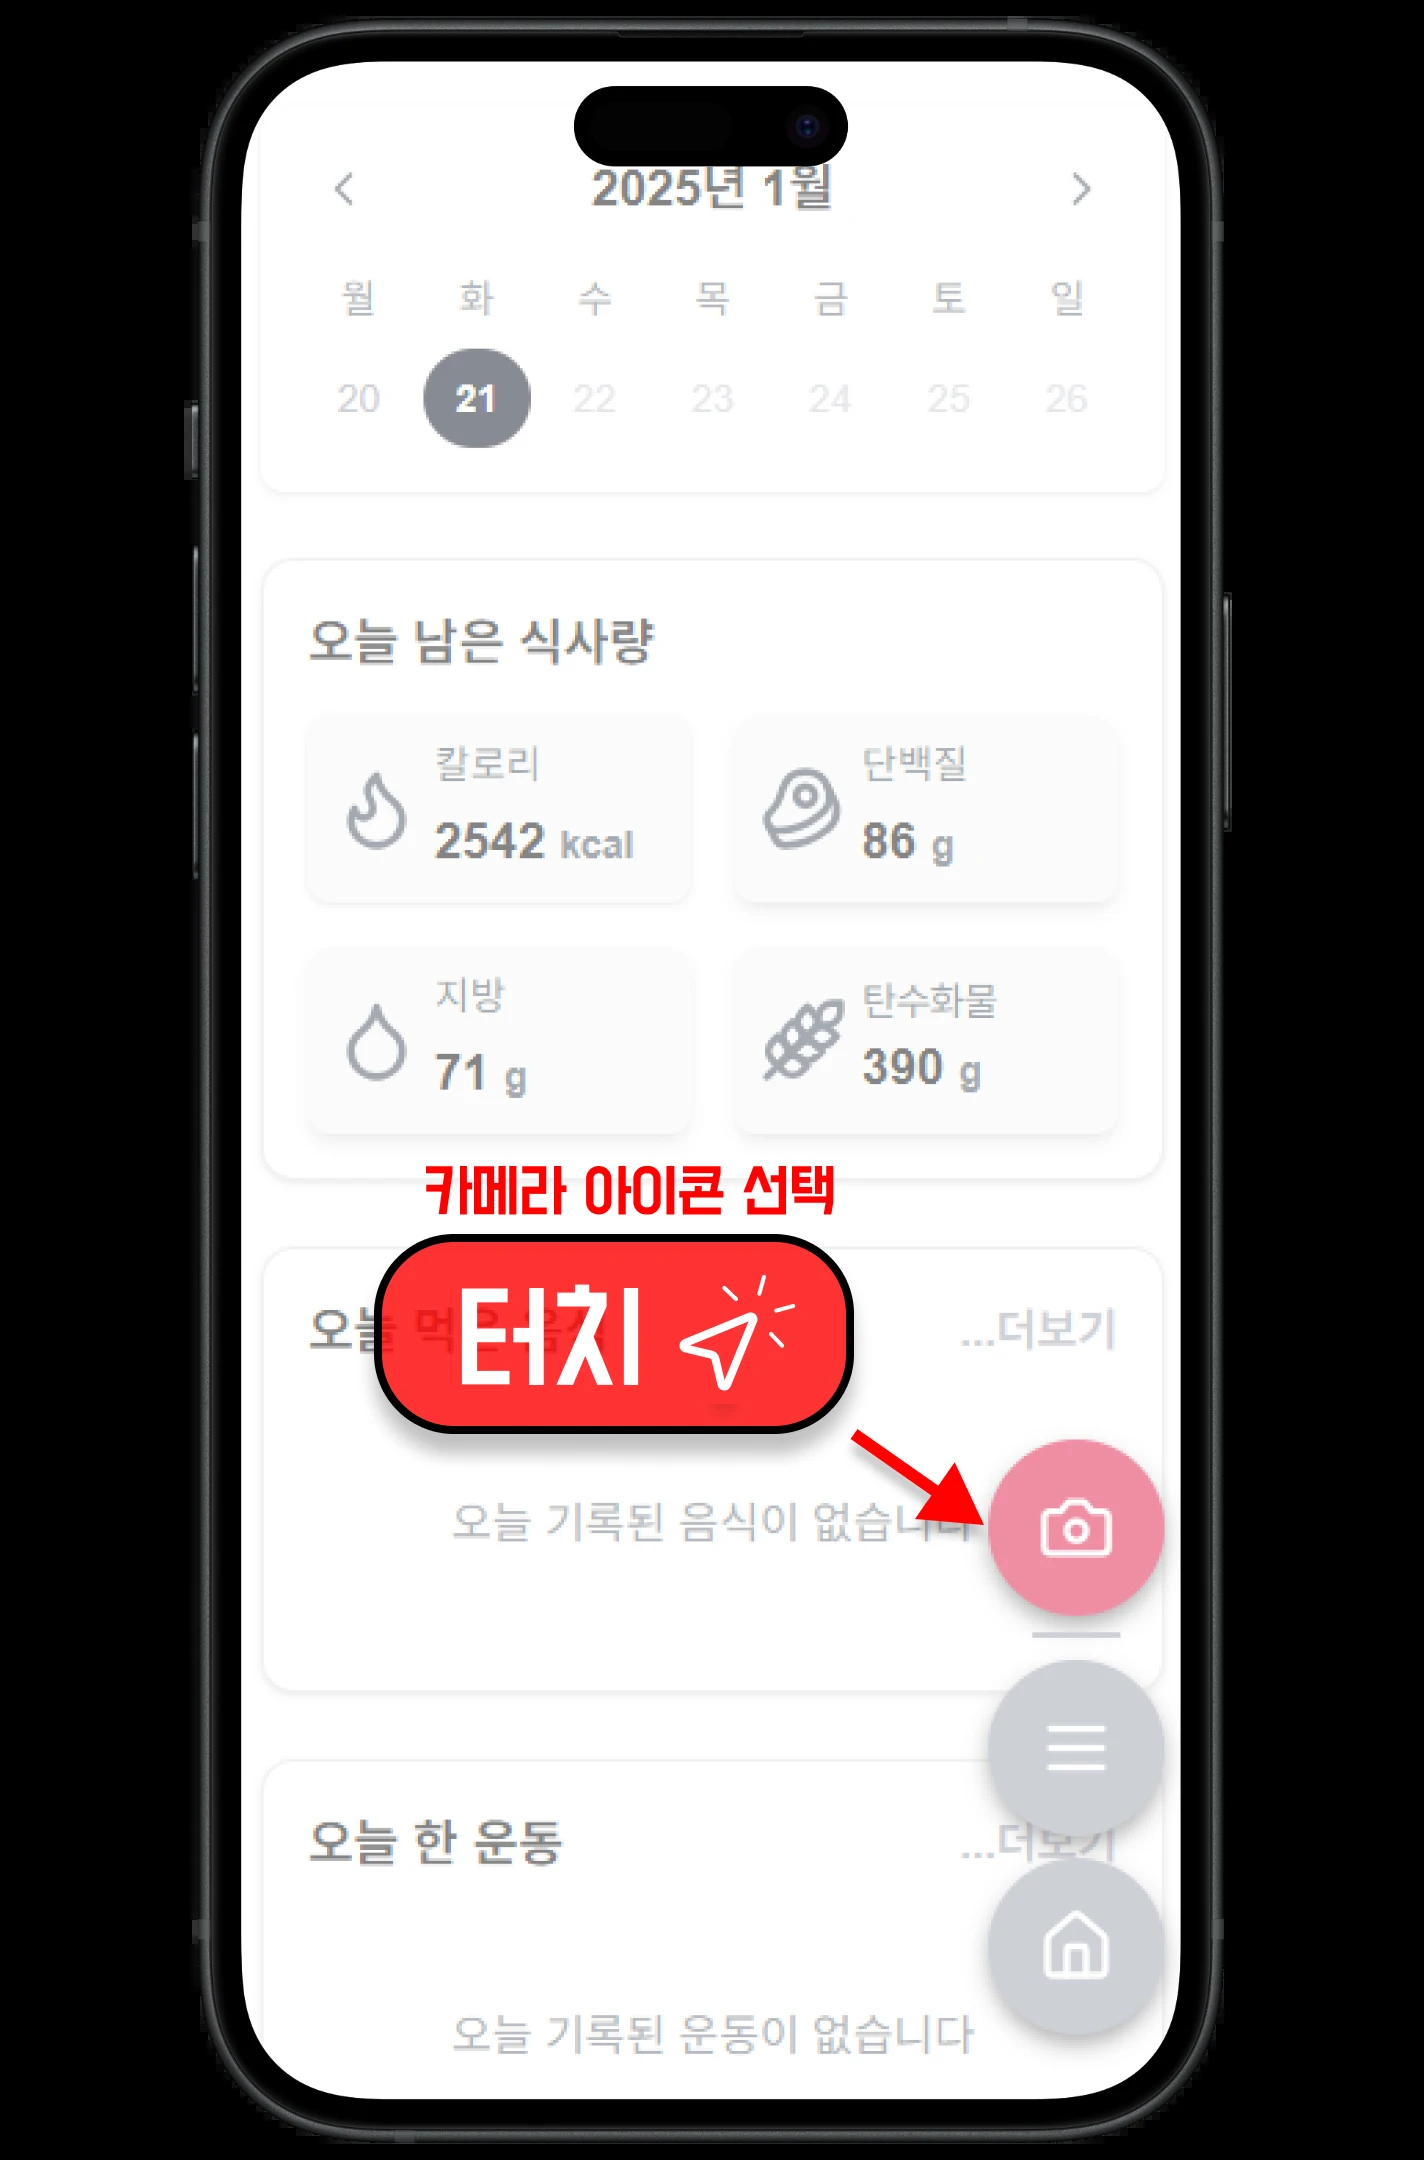 2025년 1월
월 화 수 목 금 토 일
20 21 22 23 24 25 26
오늘 남은 식사량
칼로리
2542 kcal
단백질
86 g
지방
71 g
탄수화물
390 g
카메라 아이콘 선택
터치
오늘 먹은 음식
...더보기
오늘 기록된 음식이 없습니다
오늘 한 운동
...더보기
오늘 기록된 운동이 없습니다